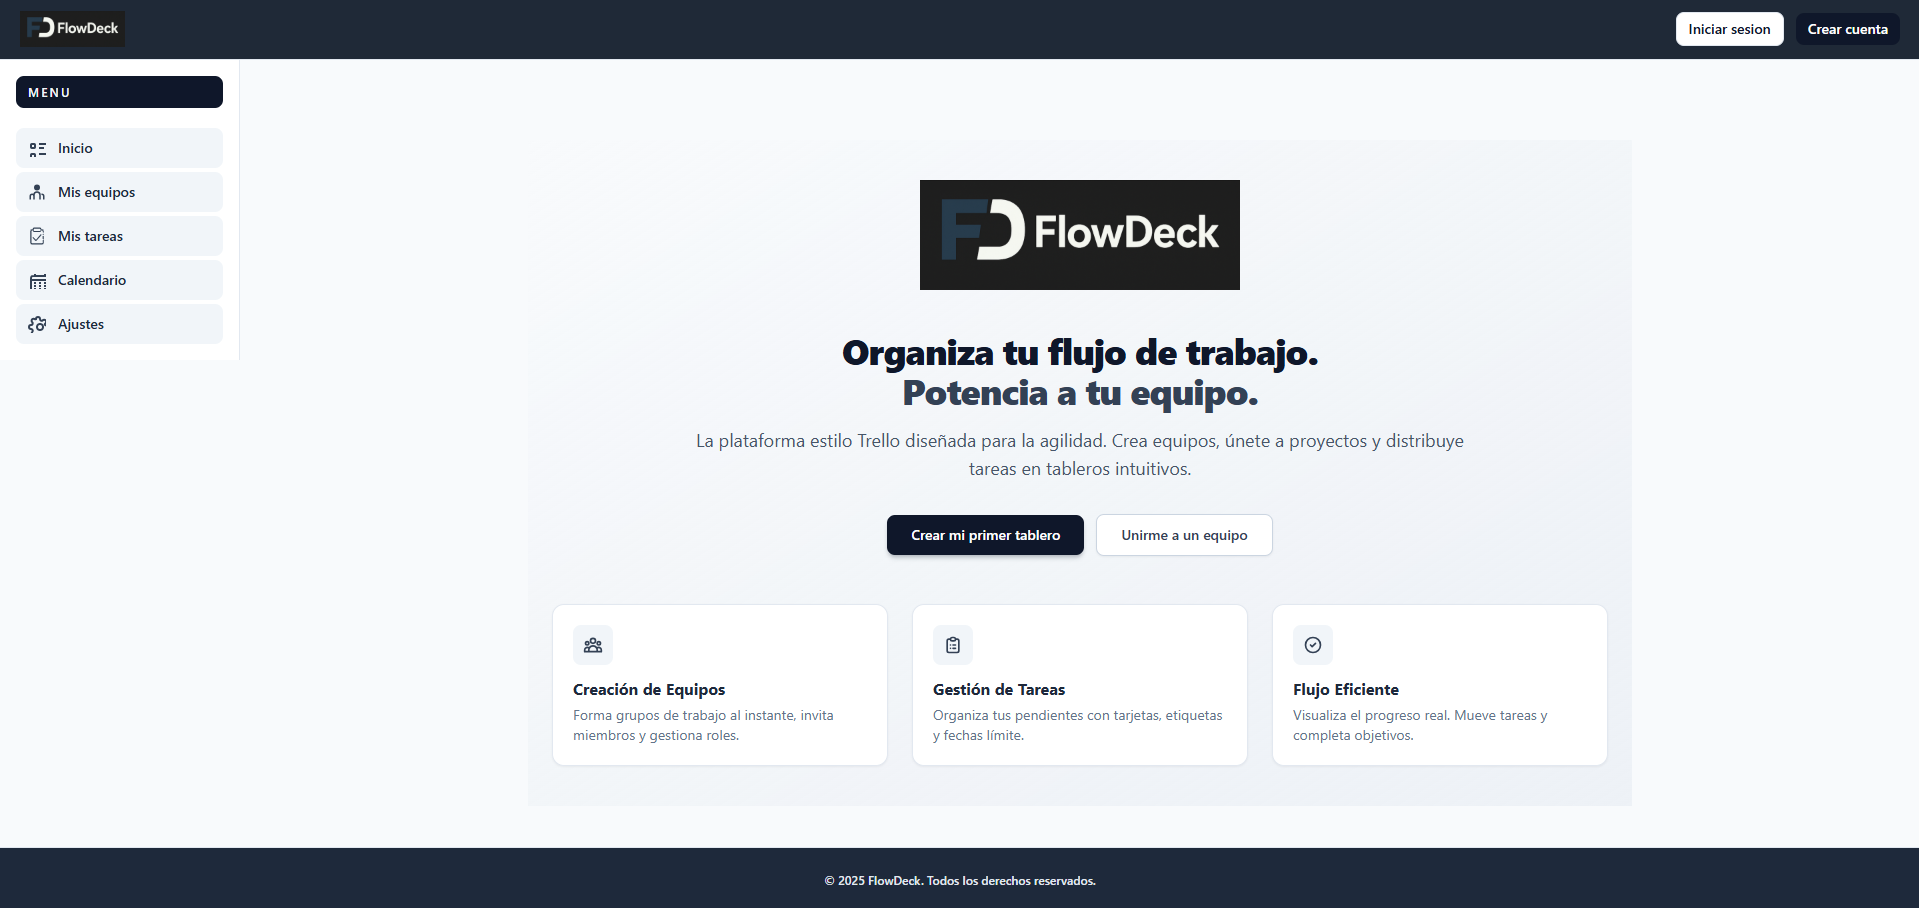 FlowDeck
Iniciar sesion
Crear cuenta
MENU
Inicio
Mis equipos
Mis tareas
Calendario
Ajustes
FD FlowDeck
Organiza tu flujo de trabajo.
Potencia a tu equipo.
La plataforma estilo Trello diseñada para la agilidad. Crea equipos, únete a proyectos y distribuye
tareas en tableros intuitivos.
Crear mi primer tablero
Unirme a un equipo
Creación de Equipos
Forma grupos de trabajo al instante, invita
miembros y gestiona roles.
Gestión de Tareas
Organiza tus pendientes con tarjetas, etiquetas
y fechas límite.
Flujo Eficiente
Visualiza el progreso real. Mueve tareas y
completa objetivos.
© 2025 FlowDeck. Todos los derechos reservados.